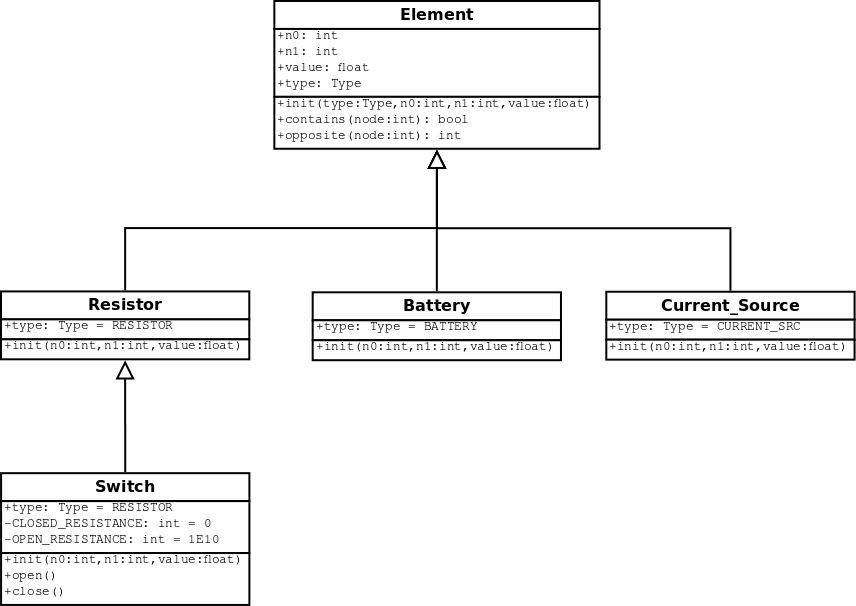 Element
+n0: int
+n1: int
+value: float
+type: Type
+init(type:Type,n0:int,n1:int,value:float)
+contains(node:int): bool
+opposite(node:int): int
Resistor
+type: Type = RESISTOR
+init(n0:int,n1:int,value:float)
Battery
+type: Type = BATTERY
+init(n0:int,n1:int,value:float)
Current_Source
+type: Type = CURRENT_SRC
+init(n0:int,n1:int,value:float)
Switch
+type: Type = RESISTOR
-CLOSED_RESISTANCE: int = 0
-OPEN_RESISTANCE: int = 1E10
+init(n0:int,n1:int,value:float)
+open()
+close()